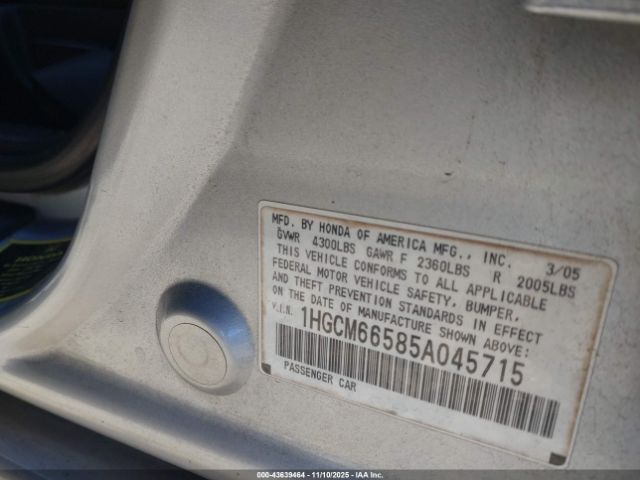 MFD. BY HONDA OF AMERICA MFG., INC. 3/05
GVWR 4300LBS GAWR F 2360LBS R 2005LBS
THIS VEHICLE CONFORMS TO ALL APPLICABLE
FEDERAL MOTOR VEHICLE SAFETY, BUMPER,
AND THEFT PREVENTION STANDARDS IN EFFECT
ON THE DATE OF MANUFACTURE SHOWN ABOVE:
V.I.N. 1HGCM66585A045715
PASSENGER CAR
000-43639464 - 11/10/2025 - IAAI.COM